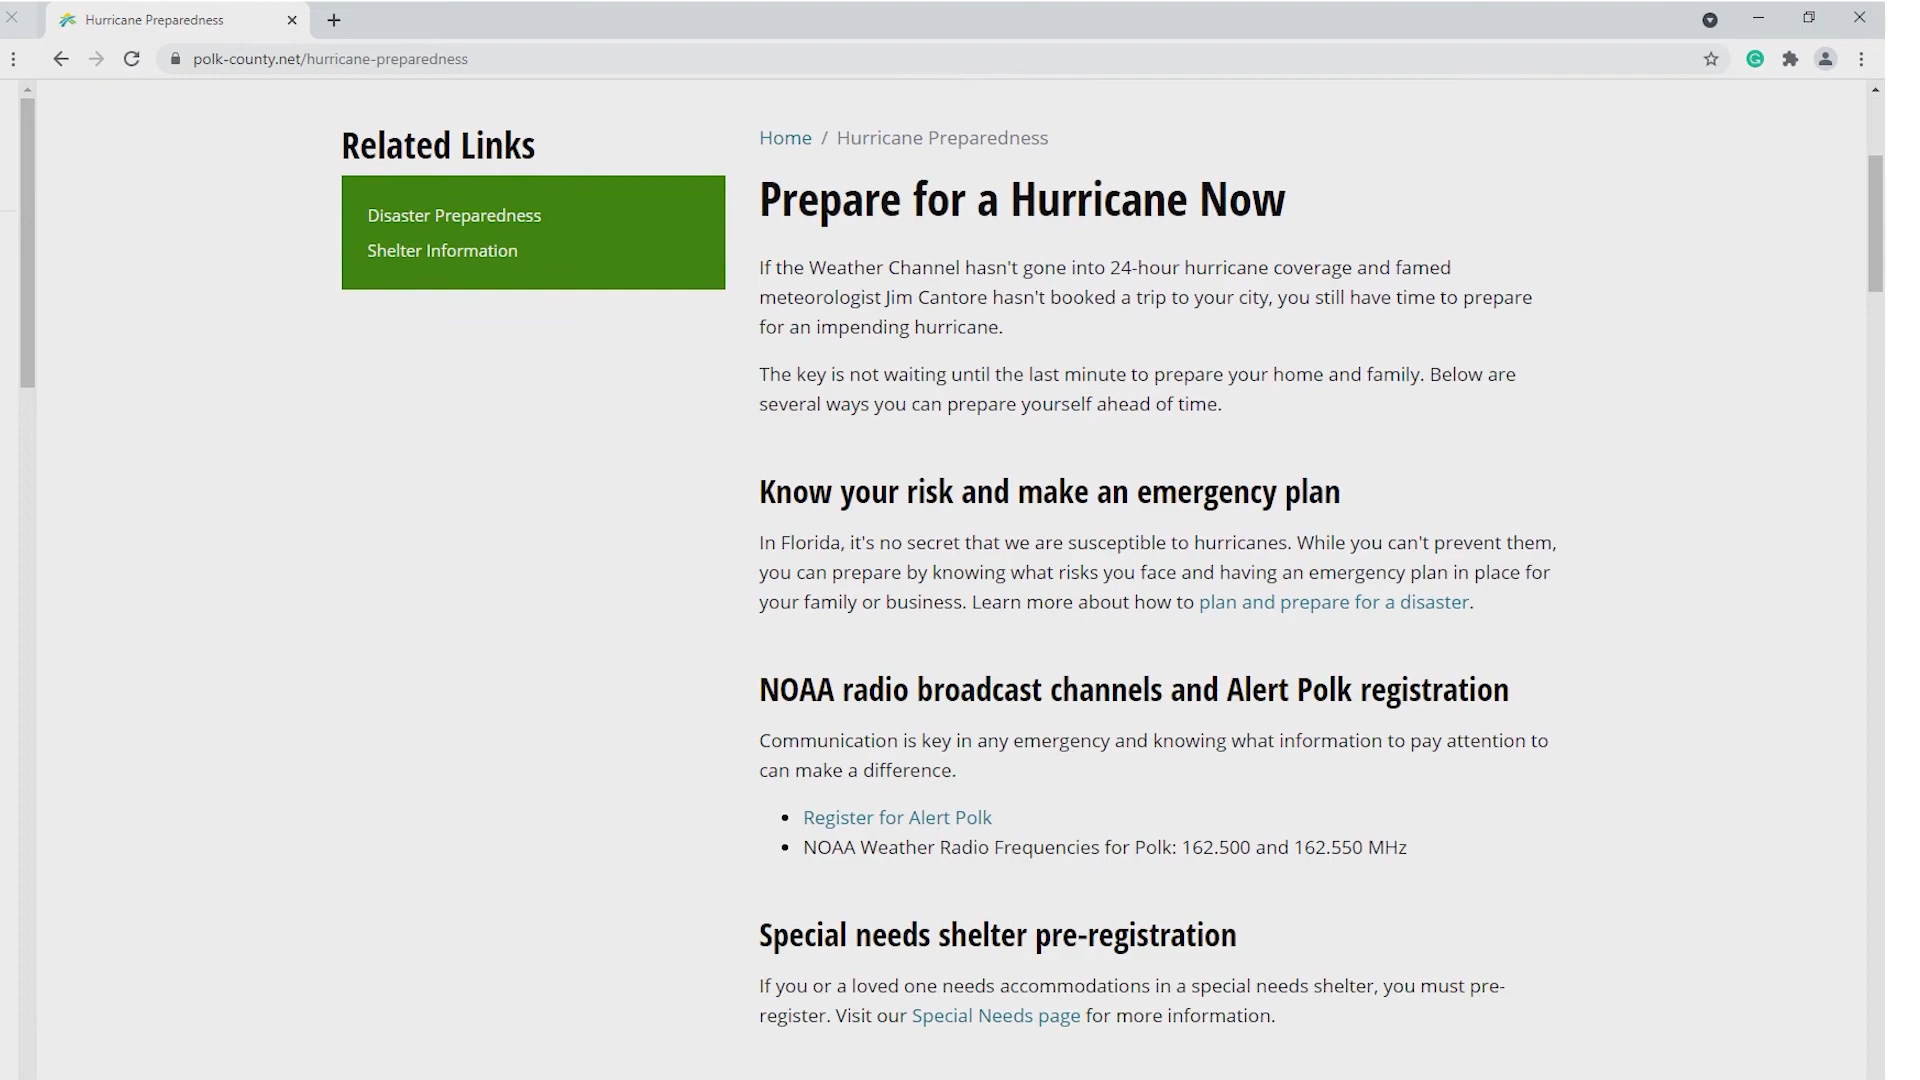 Hurricane Preparedness
polk-county.net/hurricane-preparedness
Related Links
Disaster Preparedness
Shelter Information
Home / Hurricane Preparedness
Prepare for a Hurricane Now
If the Weather Channel hasn't gone into 24-hour hurricane coverage and famed
meteorologist Jim Cantore hasn't booked a trip to your city, you still have time to prepare
for an impending hurricane.
The key is not waiting until the last minute to prepare your home and family. Below are
several ways you can prepare yourself ahead of time.
Know your risk and make an emergency plan
In Florida, it's no secret that we are susceptible to hurricanes. While you can't prevent them,
you can prepare by knowing what risks you face and having an emergency plan in place for
your family or business. Learn more about how to plan and prepare for a disaster.
NOAA radio broadcast channels and Alert Polk registration
Communication is key in any emergency and knowing what information to pay attention to
can make a difference.
• Register for Alert Polk
• NOAA Weather Radio Frequencies for Polk: 162.500 and 162.550 MHz
Special needs shelter pre-registration
If you or a loved one needs accommodations in a special needs shelter, you must pre-
register. Visit our Special Needs page for more information.